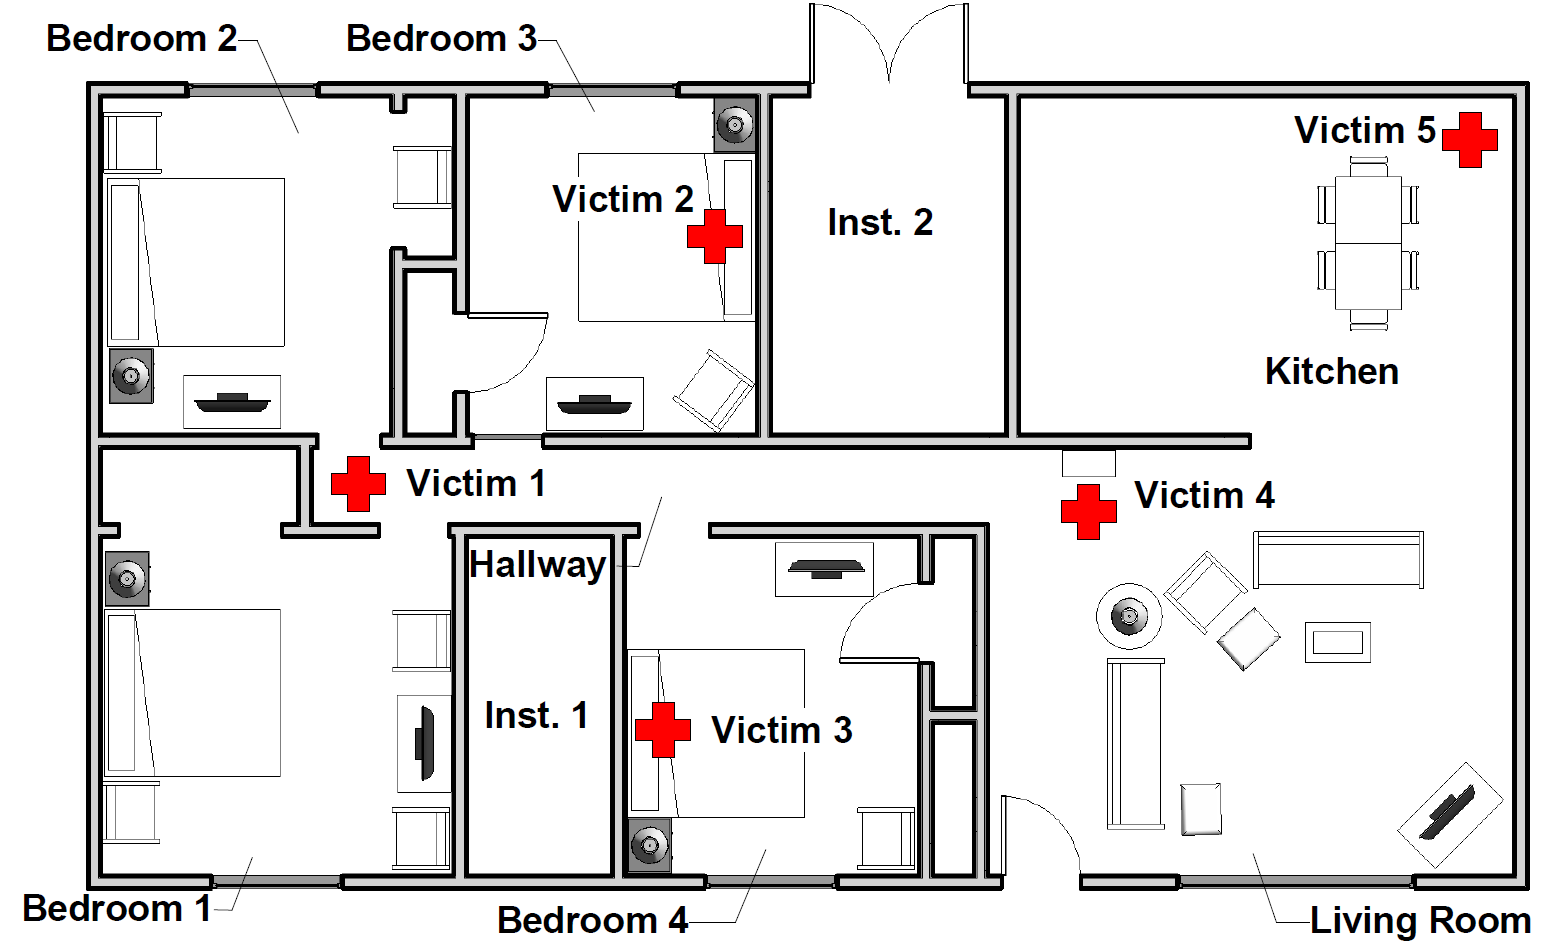 Bedroom 2
Bedroom 3
Victim 5
Victim 2
Inst. 2
Kitchen
Victim 1
Victim 4
Hallway
Inst. 1
Victim 3
Bedroom 1
Bedroom 4
Living Room